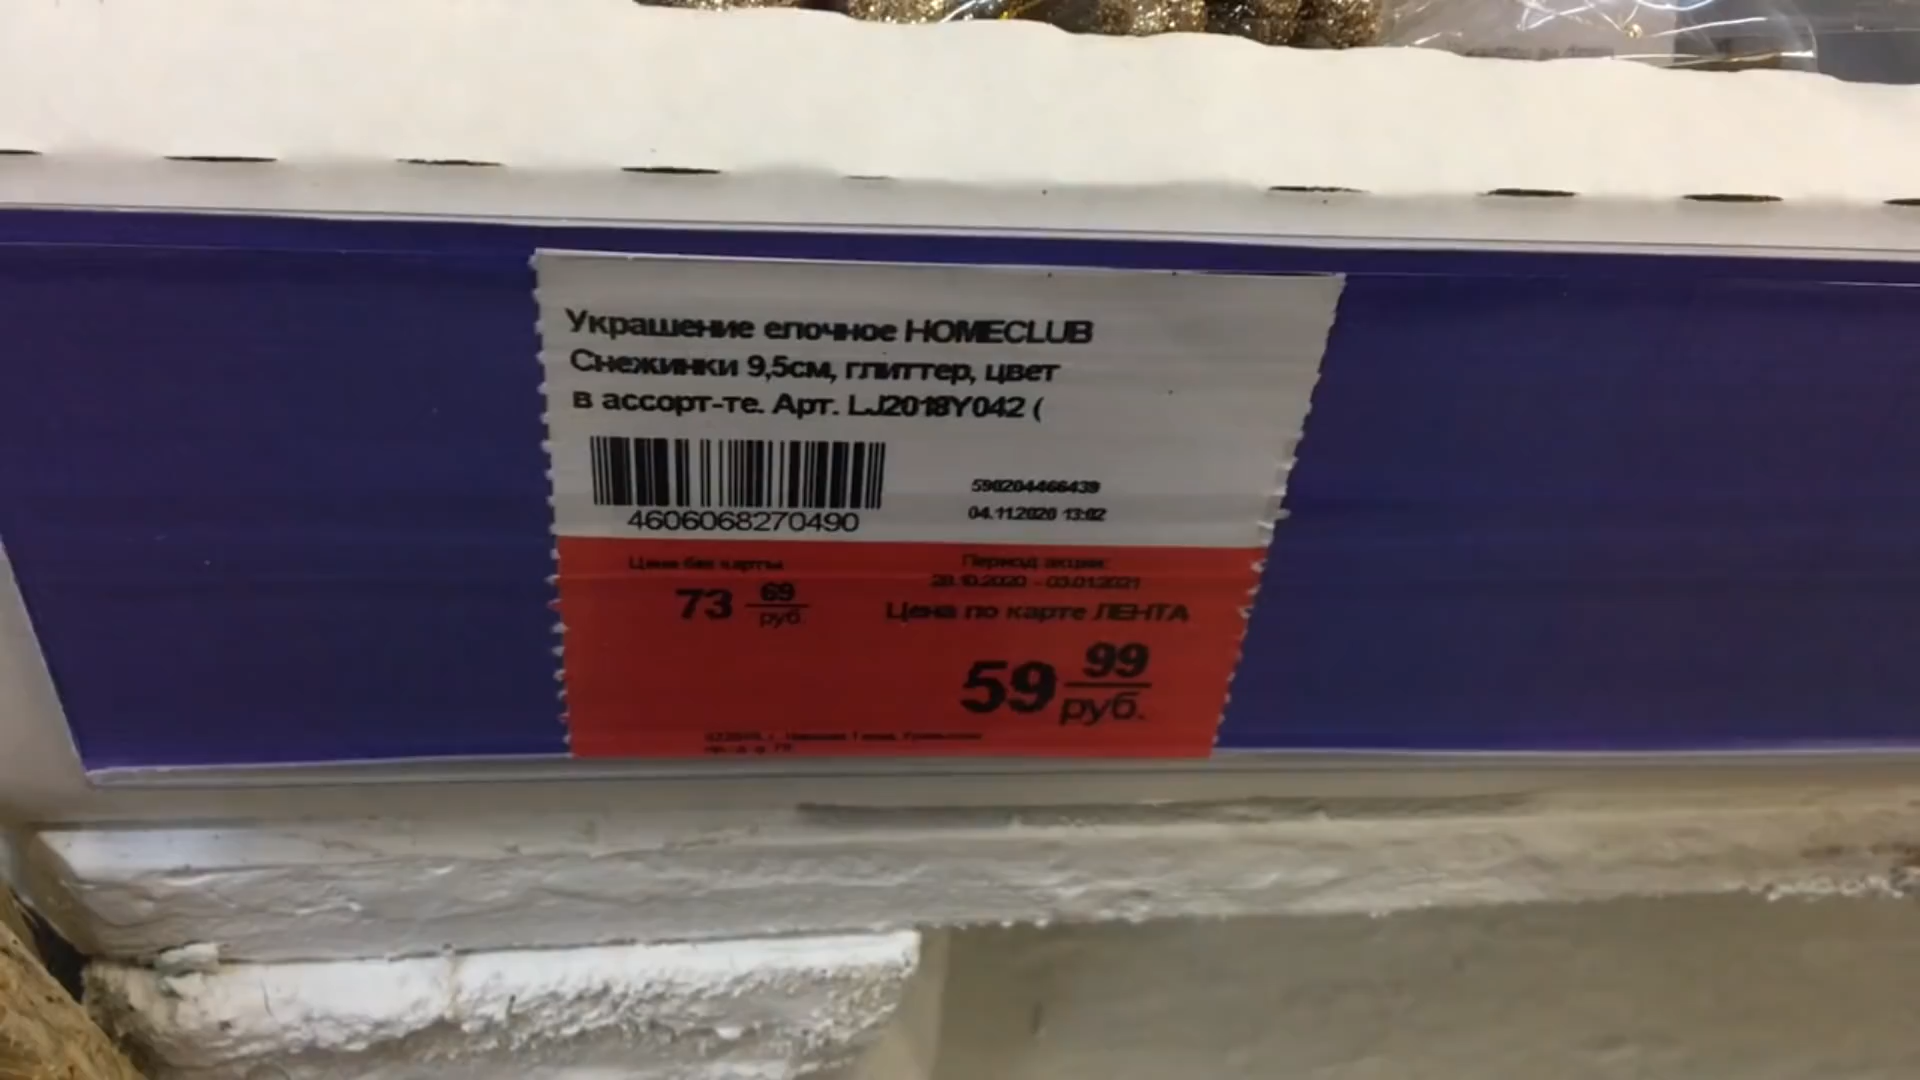 Украшение елочное HOMECLUB
Снежинки 9,5см, глиттер, цвет
в ассорт-те. Арт. LJ2018Y042 (
590204466439
4606068270490
04.11.2020 13:02
Цена без карты
Период акции:
28.10.2020 - 03.01.2021
73 69 руб.
Цена по карте ЛЕНТА
59 99
руб.